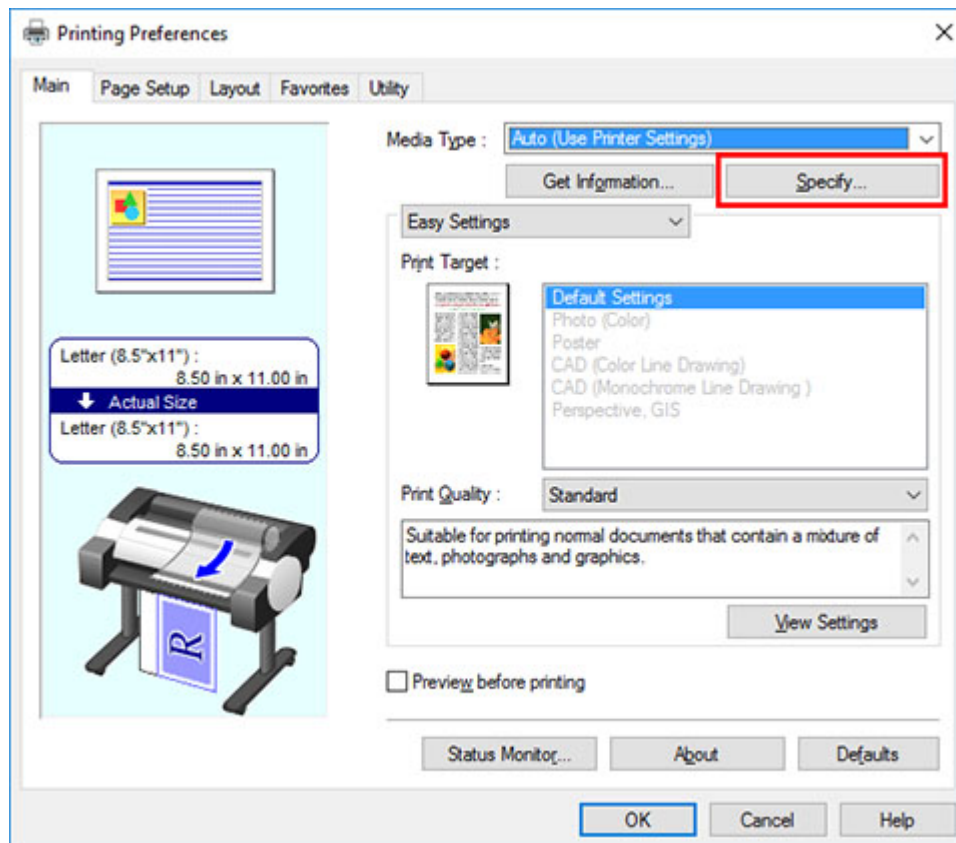 Printing Preferences
Main Page Setup Layout Favorites Utility
Media Type : Auto (Use Printer Settings)
Get Information... Specify...
Easy Settings
Print Target :
Default Settings
Photo (Color)
Poster
CAD (Color Line Drawing)
CAD (Monochrome Line Drawing )
Perspective, GIS
Letter (8.5"x11") :
8.50 in x 11.00 in
Actual Size
Letter (8.5"x11") :
8.50 in x 11.00 in
R
Print Quality : Standard
Suitable for printing normal documents that contain a mixture of
text, photographs and graphics.
View Settings
Preview before printing
Status Monitor... About Defaults
OK Cancel Help